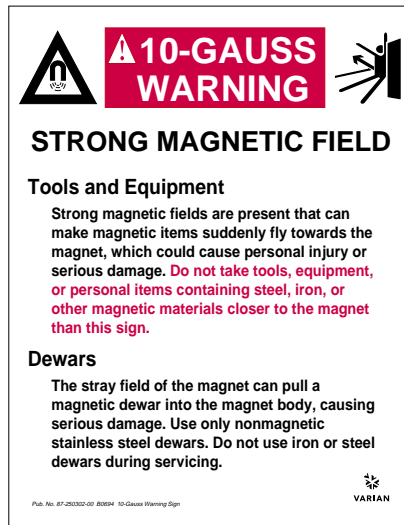 10-GAUSS
WARNING
STRONG MAGNETIC FIELD
Tools and Equipment
Strong magnetic fields are present that can
make magnetic items suddenly fly towards the
magnet, which could cause personal injury or
serious damage. Do not take tools, equipment,
or personal items containing steel, iron, or
other magnetic materials closer to the magnet
than this sign.
Dewars
The stray field of the magnet can pull a
magnetic dewar into the magnet body, causing
serious damage. Use only nonmagnetic
stainless steel dewars. Do not use iron or steel
dewars during servicing.
VARIAN
Pub. No. 87-250302-00 B0694 10-Gauss Warning Sign